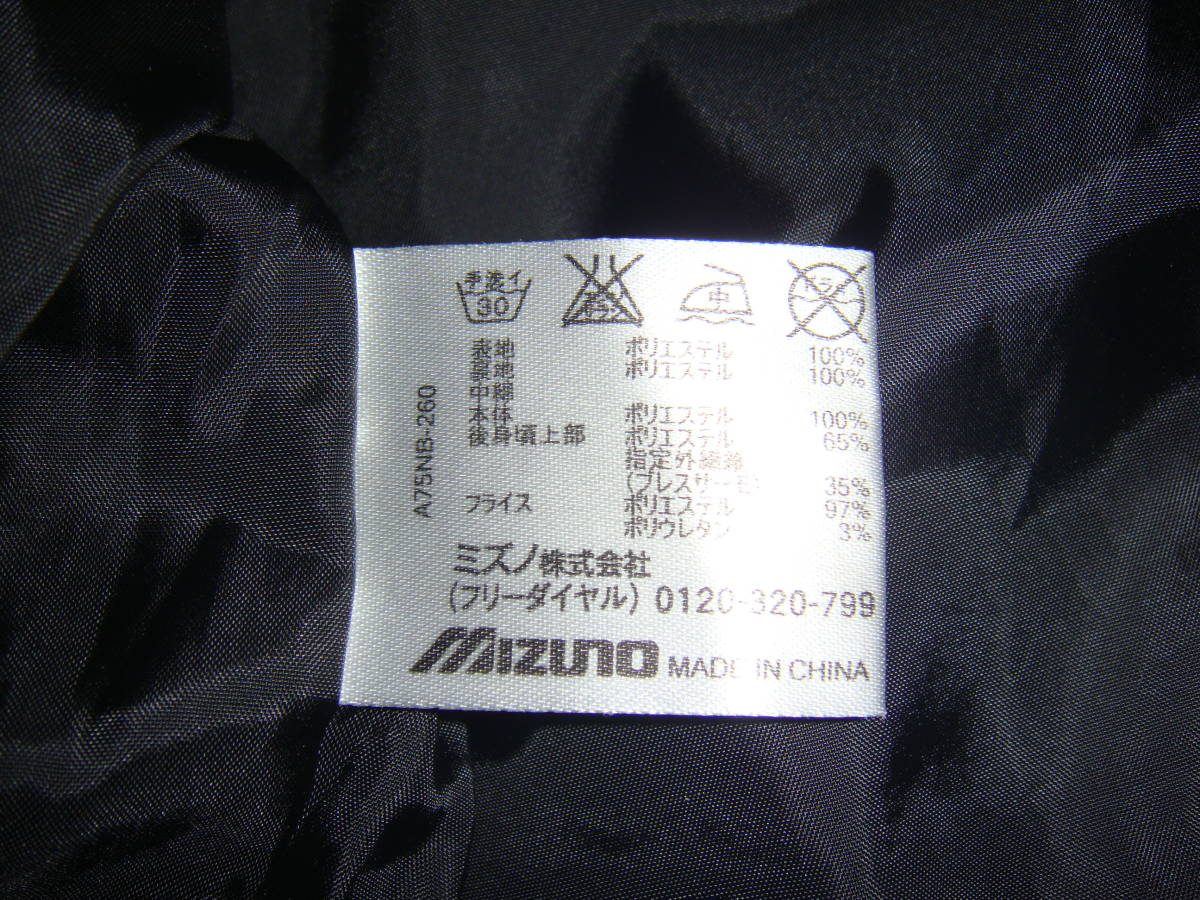 手洗イ
30
中
ドライ
表地 ポリエステル 100%
裏地 ポリエステル 100%
中綿
本体 ポリエステル 100%
後身頃上部 ポリエステル 65%
指定外繊維
(ブレスサーモ) 35%
フライス ポリエステル 97%
ポリウレタン 3%
ミズノ株式会社
(フリーダイヤル) 0120-320-799
MIZUNO MADE IN CHINA
A75NB-260